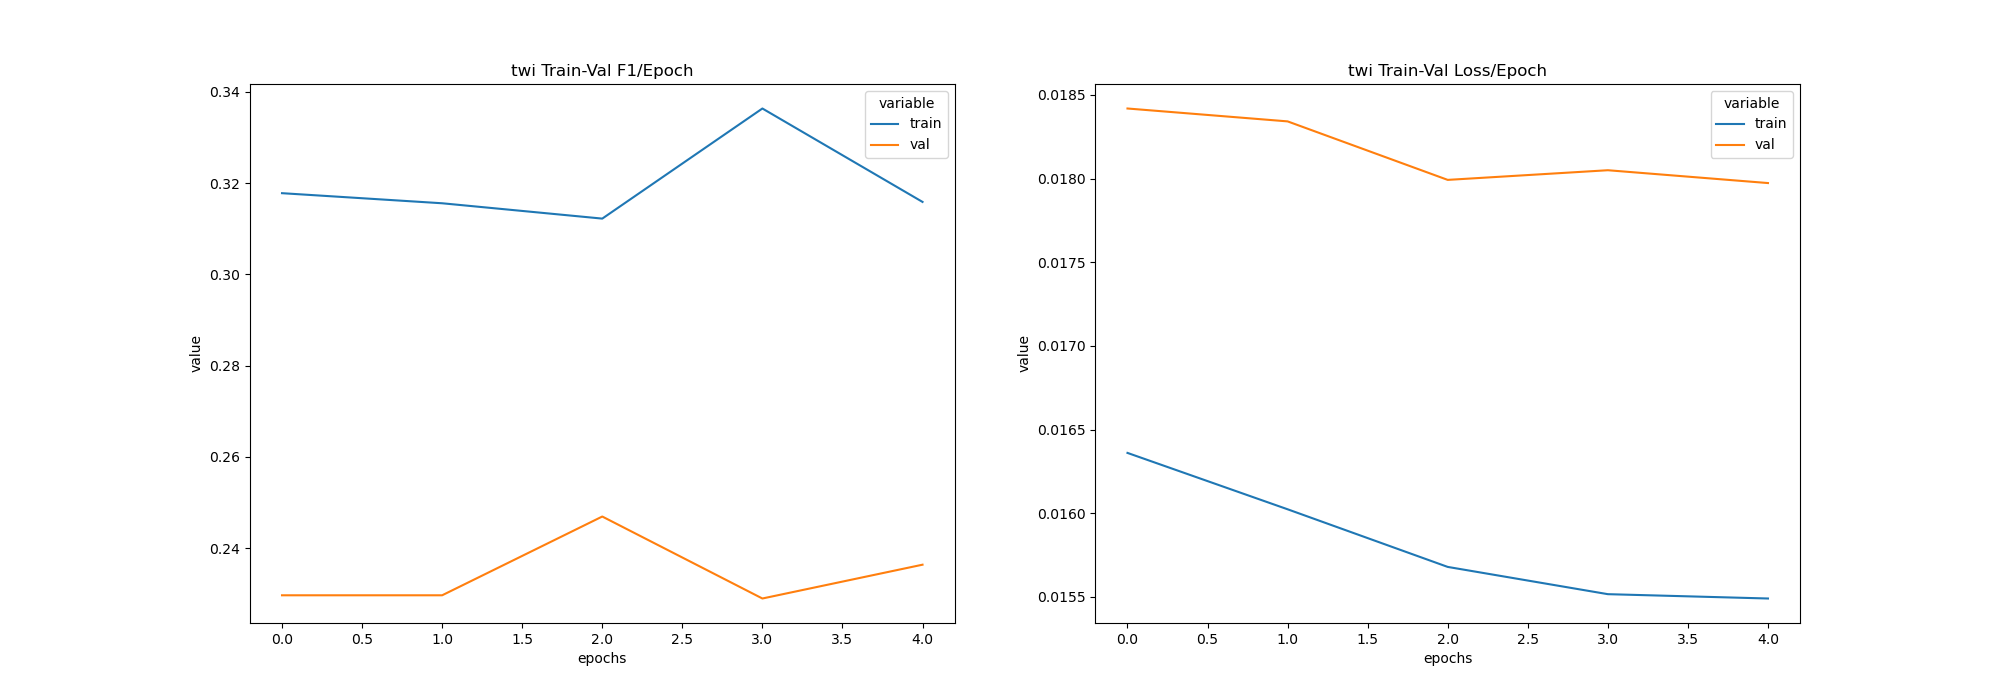 twi Train-Val F1/Epoch
variable
train
val
0.34
0.32
0.30
0.28
0.26
0.24
value
0.0 0.5 1.0 1.5 2.0 2.5 3.0 3.5 4.0
epochs
twi Train-Val Loss/Epoch
variable
train
val
0.0185
0.0180
0.0175
0.0170
0.0165
0.0160
0.0155
value
0.0 0.5 1.0 1.5 2.0 2.5 3.0 3.5 4.0
epochs